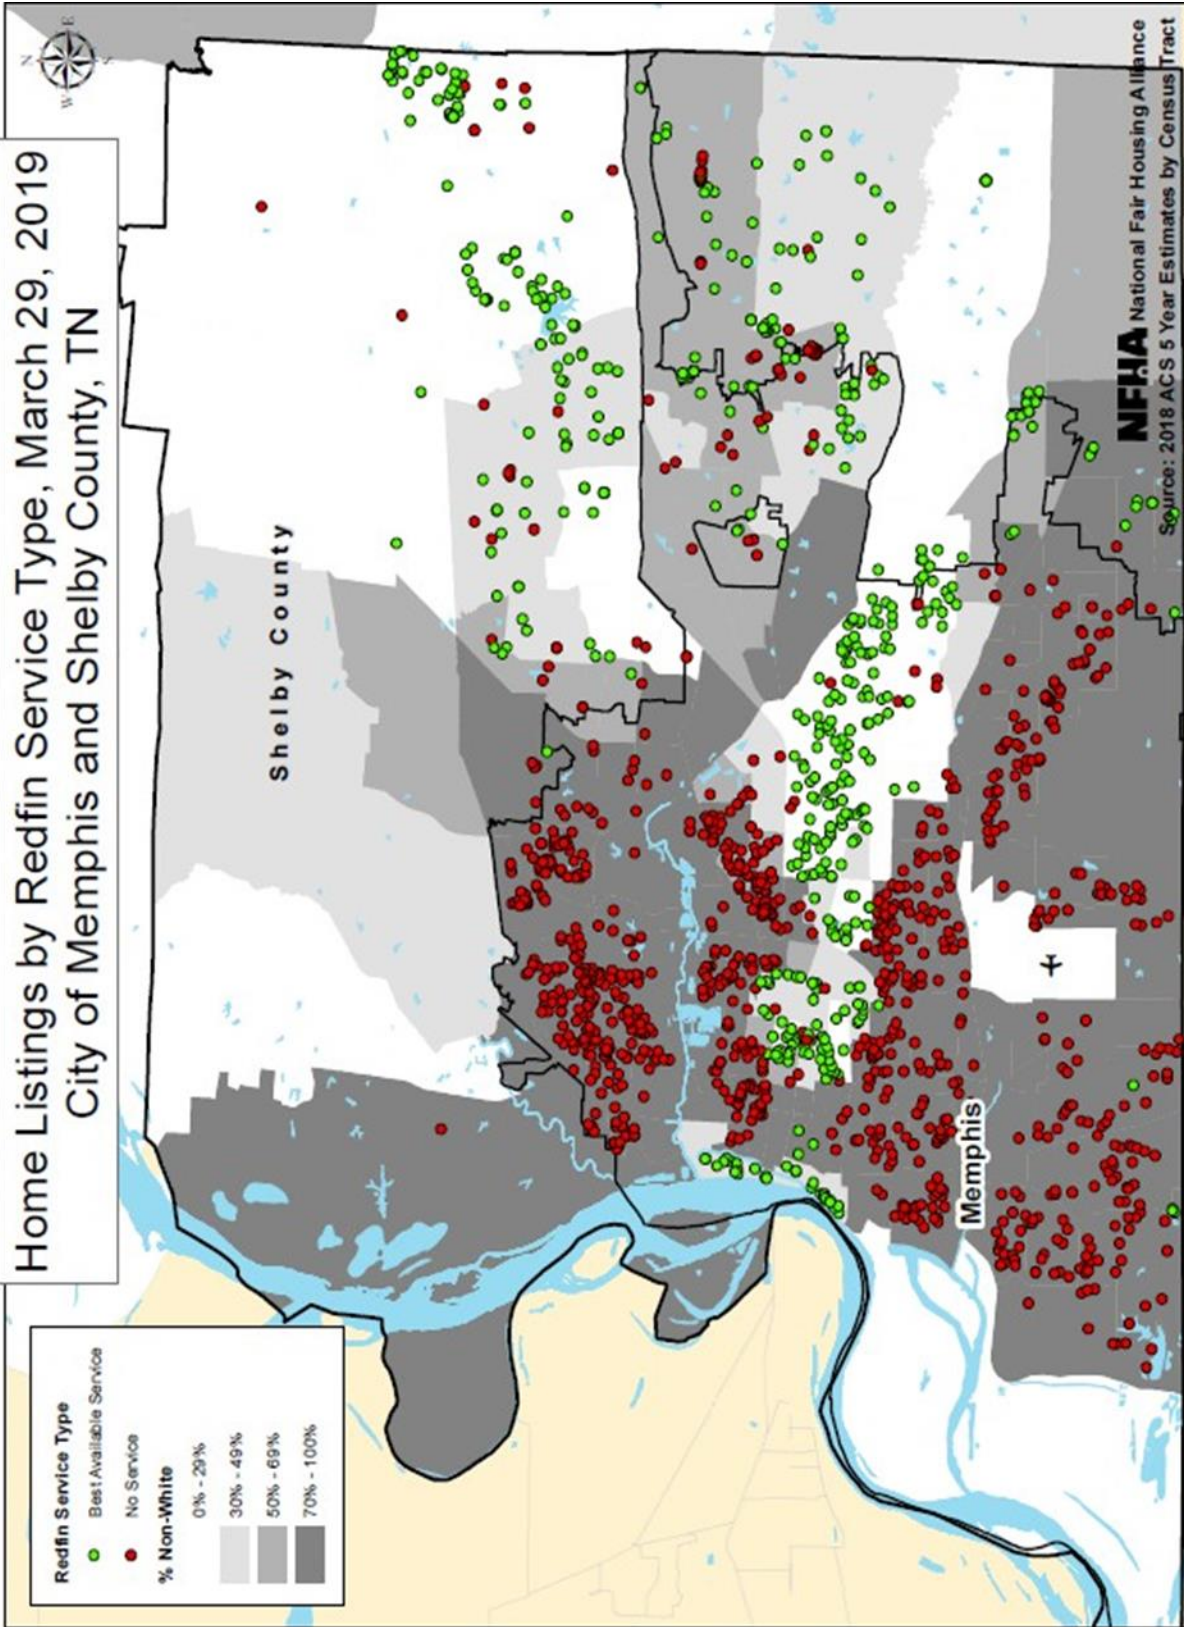 Home Listings by Redfin Service Type, March 29, 2019
City of Memphis and Shelby County, TN
N
E
S
W
Redfin Service Type
Best Available Service
No Service
% Non-White
0% - 29%
30% - 49%
50% - 69%
70% - 100%
Shelby County
Memphis
NFHA National Fair Housing Alliance
Source: 2018 ACS 5 Year Estimates by Census Tract